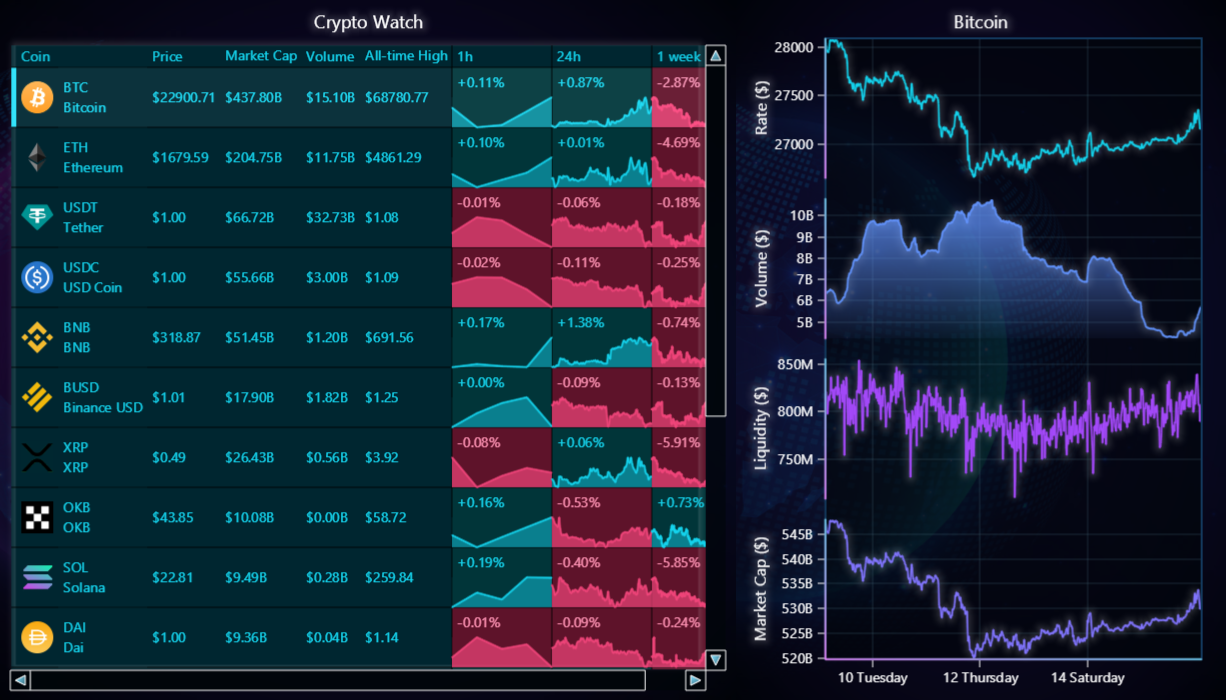 Crypto Watch
Coin Price Market Cap Volume All-time High 1h 24h 1 week
BTC
Bitcoin
$22900.71 $437.80B $15.10B $68780.77 +0.11% +0.87% -2.87%
ETH
Ethereum
$1679.59 $204.75B $11.75B $4861.29 +0.10% +0.01% -4.69%
USDT
Tether
$1.00 $66.72B $32.73B $1.08 -0.01% -0.06% -0.18%
USDC
USD Coin
$1.00 $55.66B $3.00B $1.09 -0.02% -0.11% -0.25%
BNB
BNB
$318.87 $51.45B $1.20B $691.56 +0.17% +1.38% -0.74%
BUSD
Binance USD
$1.01 $17.90B $1.82B $1.25 +0.00% -0.09% -0.13%
XRP
XRP
$0.49 $26.43B $0.56B $3.92 -0.08% +0.06% -5.91%
OKB
OKB
$43.85 $10.08B $0.00B $58.72 +0.16% -0.53% +0.73%
SOL
Solana
$22.81 $9.49B $0.28B $259.84 +0.19% -0.40% -5.85%
DAI
Dai
$1.00 $9.36B $0.04B $1.14 -0.01% -0.09% -0.24%
Bitcoin
Rate ($)
28000
27500
27000
Volume ($)
10B
9B
8B
7B
6B
5B
Liquidity ($)
850M
800M
750M
Market Cap ($)
545B
540B
535B
530B
525B
520B
10 Tuesday 12 Thursday 14 Saturday